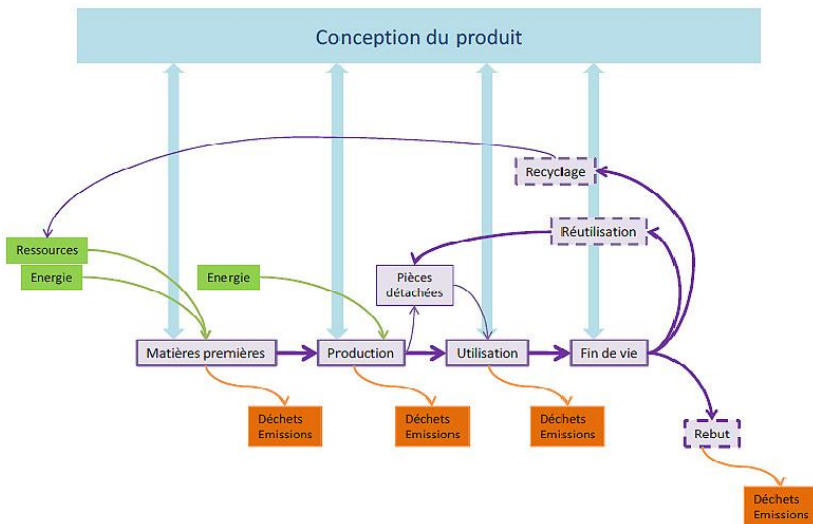 Conception du produit
Recyclage
Réutilisation
Ressources
Energie
Energie
Pièces
détachées
Matières premières
Production
Utilisation
Fin de vie
Déchets
Emissions
Déchets
Emissions
Déchets
Emissions
Rebut
Déchets
Emissions